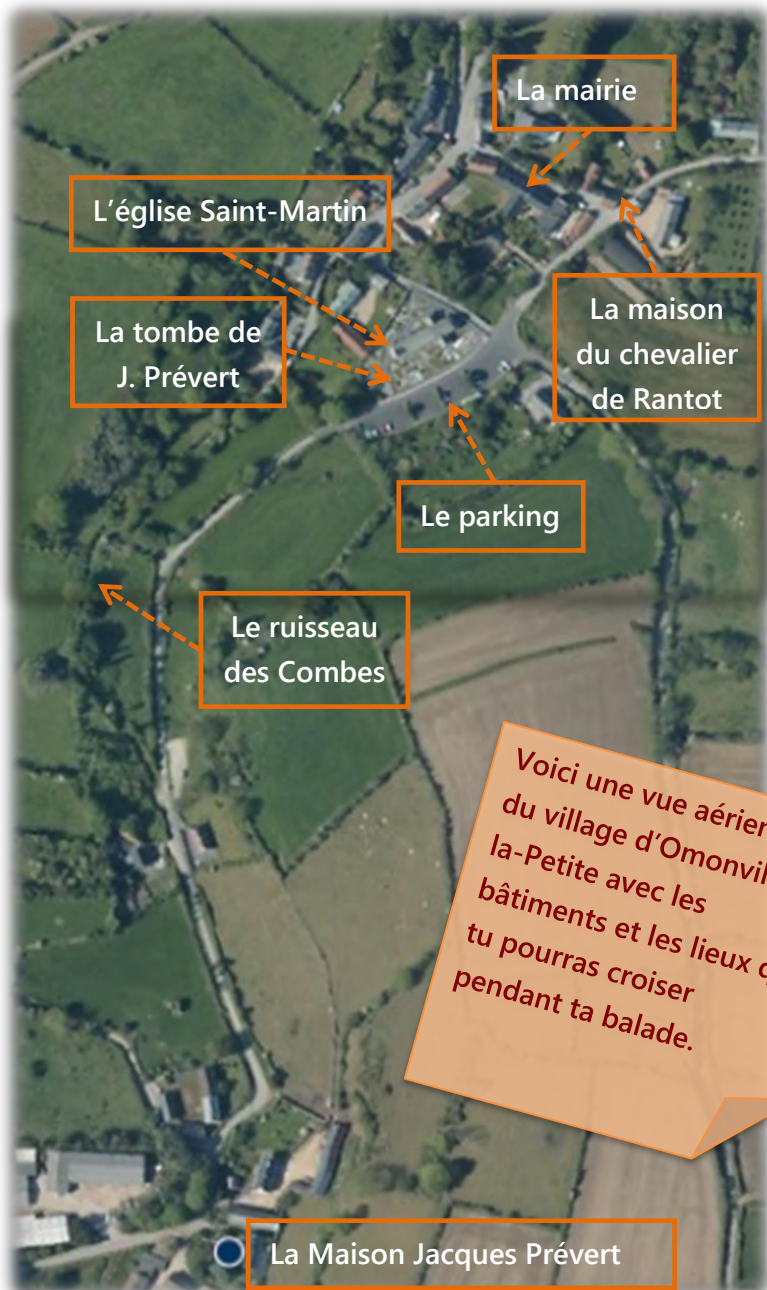 La mairie
L'église Saint-Martin
La tombe de
J. Prévert
La maison
du chevalier
de Rantot
Le parking
Le ruisseau
des Combes
Voici une vue
du village
la-Petite avec les
bâtiments et les lieux
tu pourras croiser
pendant ta balade.
La Maison Jacques Prévert